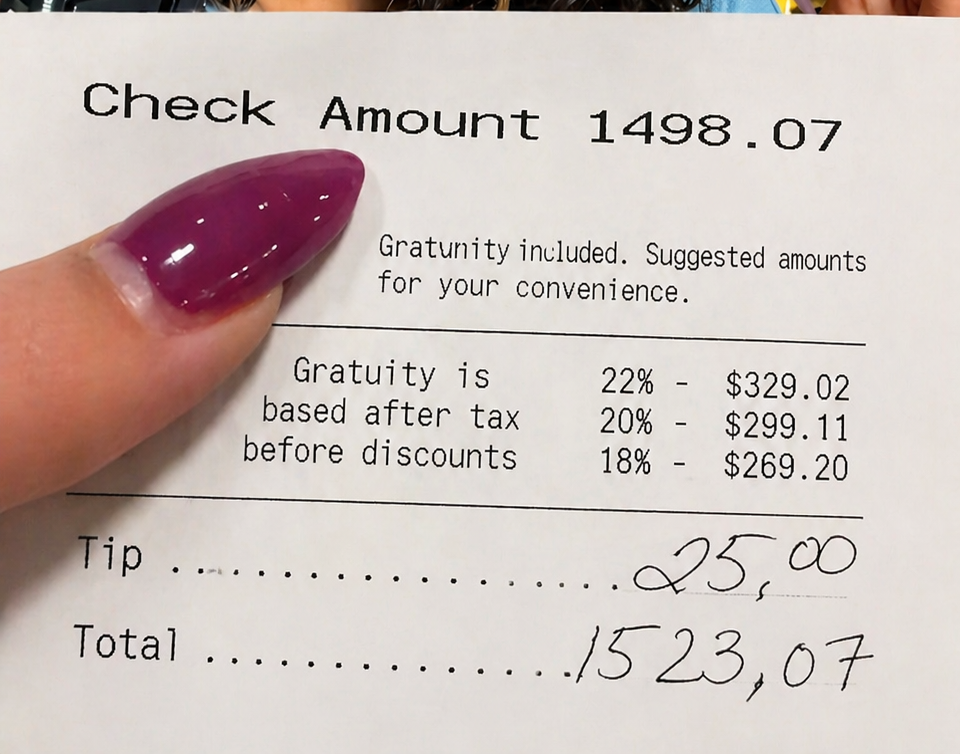 Check Amount 1498.07
Gratunity included. Suggested amounts
for your convenience.
Gratuity is 22% - $329.02
based after tax 20% - $299.11
before discounts 18% - $269.20
Tip .................. 25,00
Total ............... 1523,07